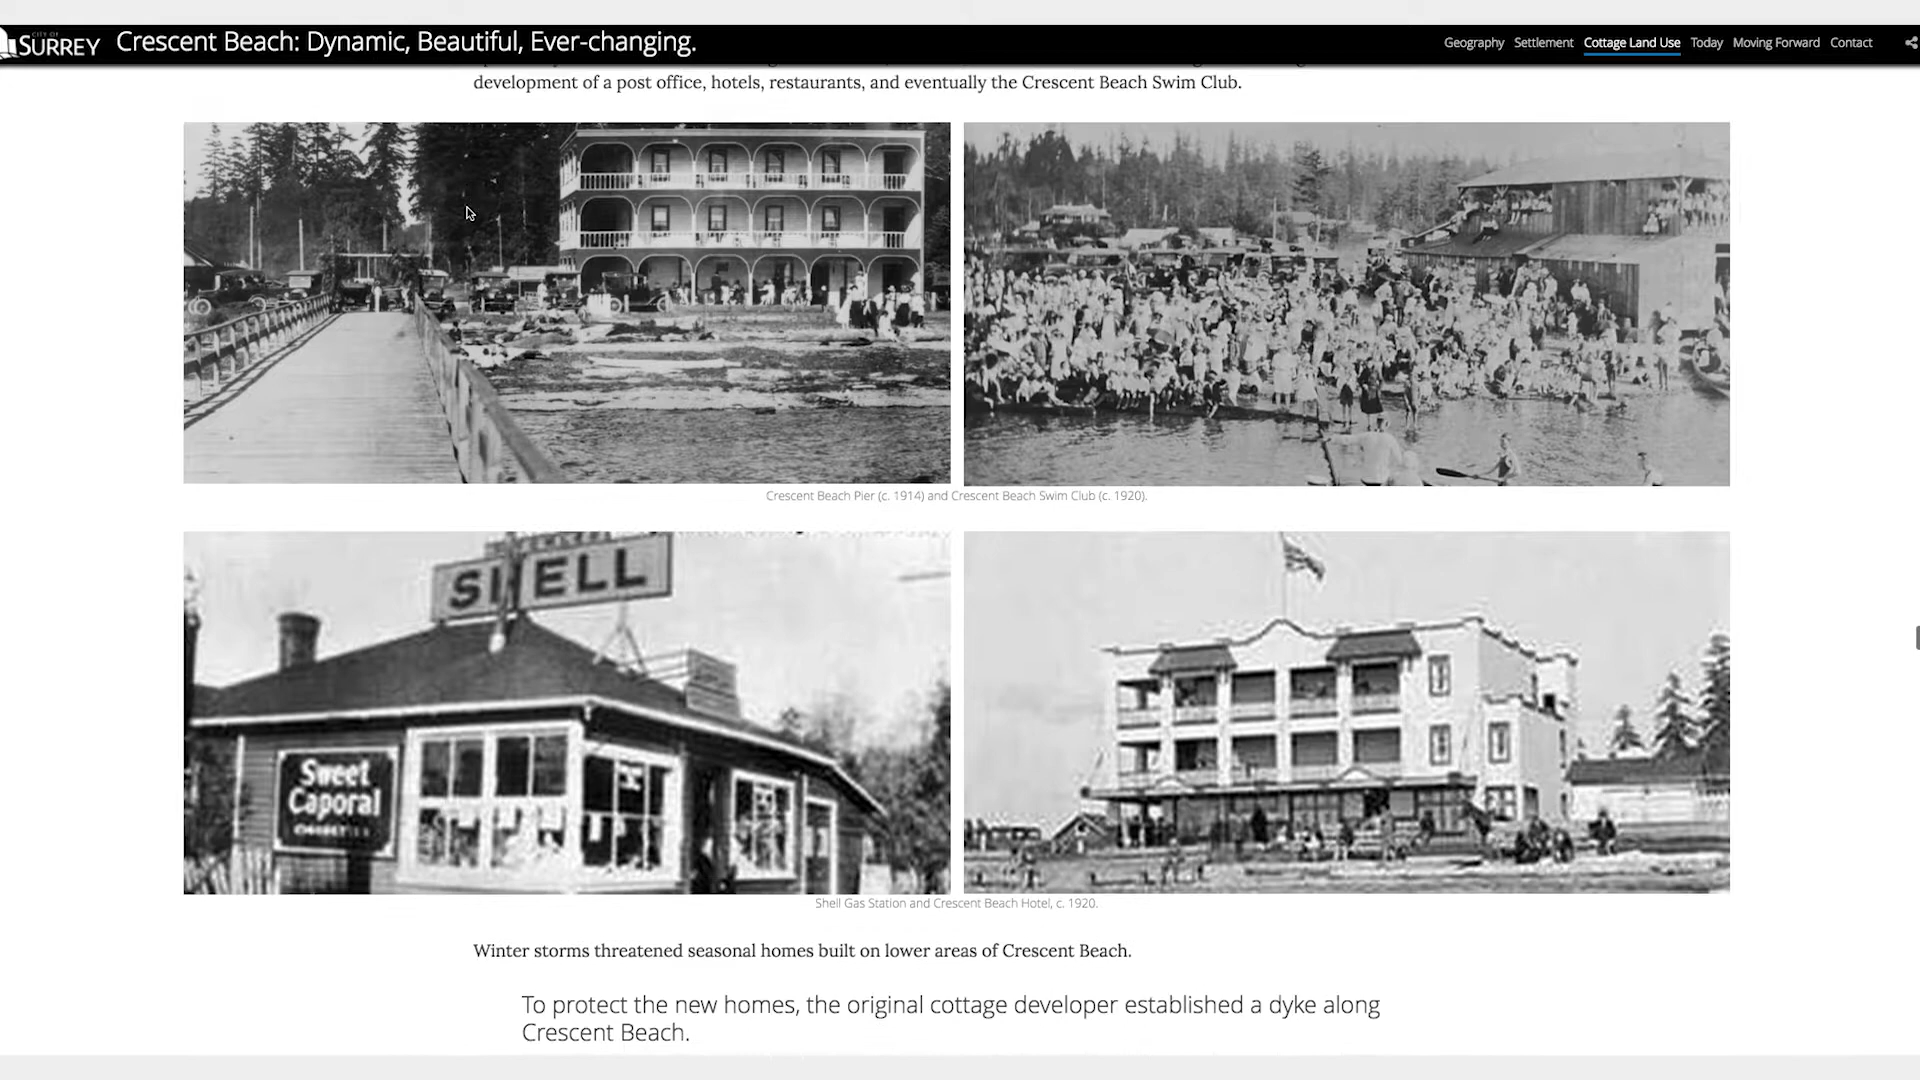 CITY OF
SURREY
Crescent Beach: Dynamic, Beautiful, Ever-changing.
Geography Settlement Cottage Land Use Today Moving Forward Contact
development of a post office, hotels, restaurants, and eventually the Crescent Beach Swim Club.
Crescent Beach Pier (c. 1914) and Crescent Beach Swim Club (c. 1920).
SHELL
Sweet
Caporal
Shell Gas Station and Crescent Beach Hotel, c. 1920.
Winter storms threatened seasonal homes built on lower areas of Crescent Beach.
To protect the new homes, the original cottage developer established a dyke along
Crescent Beach.